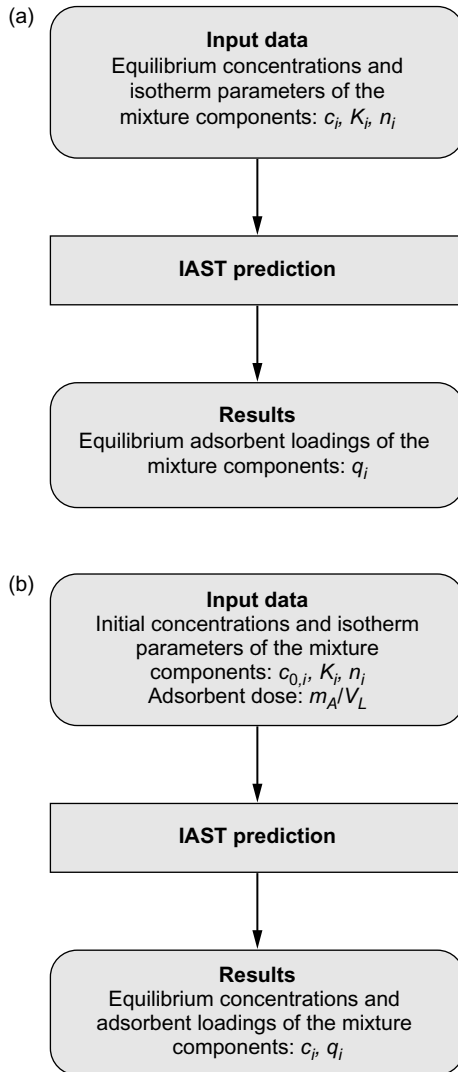 (a)
Input data
Equilibrium concentrations and
isotherm parameters of the
mixture components: cᵢ, Kᵢ, nᵢ
IAST prediction
Results
Equilibrium adsorbent loadings of the
mixture components: qᵢ
(b)
Input data
Initial concentrations and isotherm
parameters of the mixture
components: c₀,ᵢ, Kᵢ, nᵢ
Adsorbent dose: m_A/V_L
IAST prediction
Results
Equilibrium concentrations and
adsorbent loadings of the mixture
components: cᵢ, qᵢ